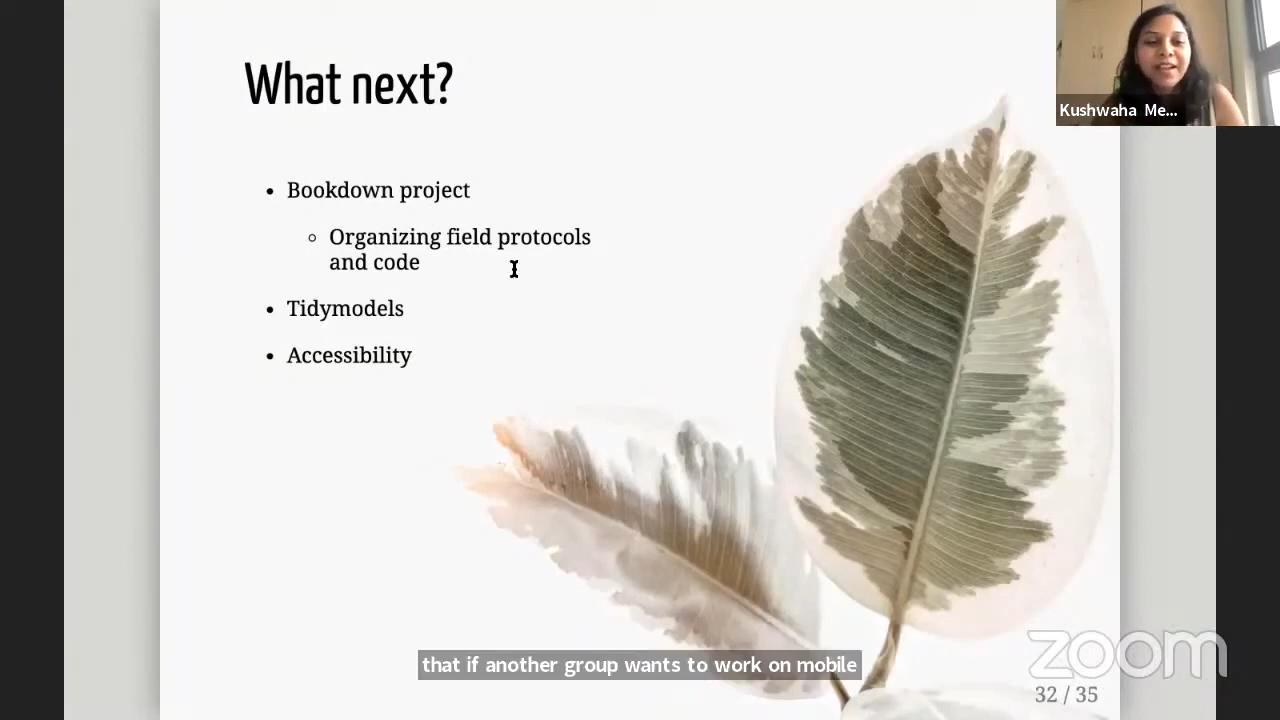 What next?
Kushwaha Me...
• Bookdown project
◦ Organizing field protocols
and code
• Tidymodels
• Accessibility
that if another group wants to work on mobile
zoom
32 / 35